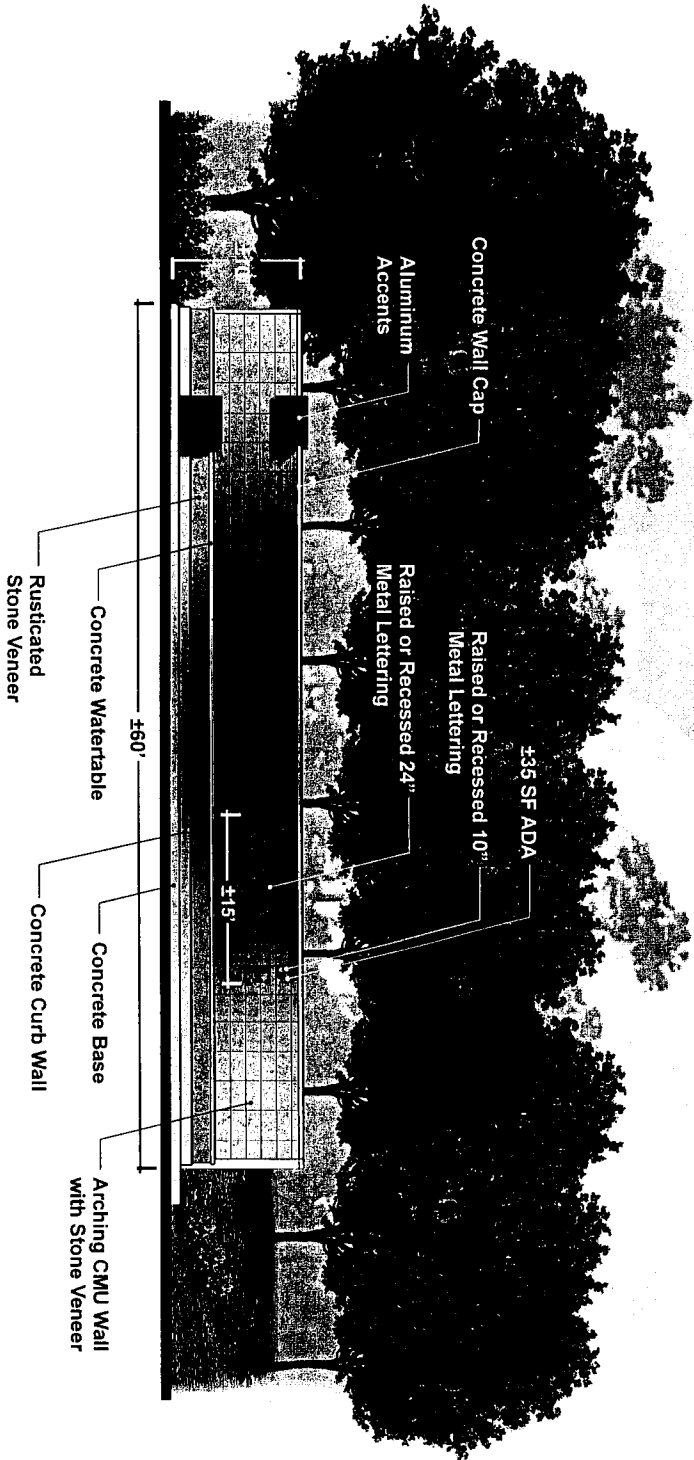 ±35 SF ADA
Raised or Recessed 10"
Metal Lettering
Raised or Recessed 24"
Metal Lettering
Concrete Wall Cap
Aluminum
Accents
±15'
±60'
Rusticated
Stone Veneer
Concrete Watertable
Concrete Curb Wall
Concrete Base
Arching CMU Wall
with Stone Veneer